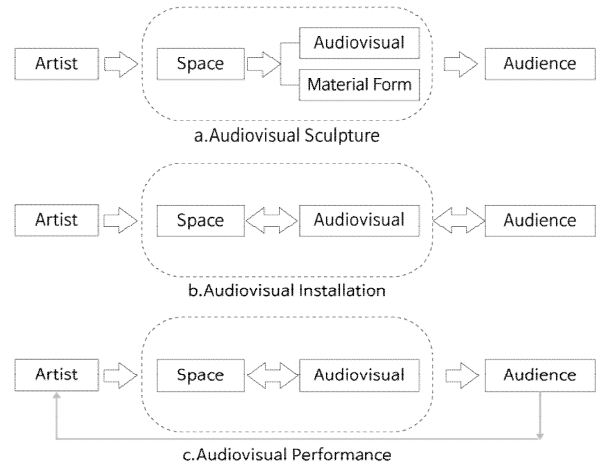 Audiovisual
Artist Space Audience
Material Form
a.Audiovisual Sculpture
Artist Space Audiovisual Audience
b.Audiovisual Installation
Artist Space Audiovisual Audience
c.Audiovisual Performance